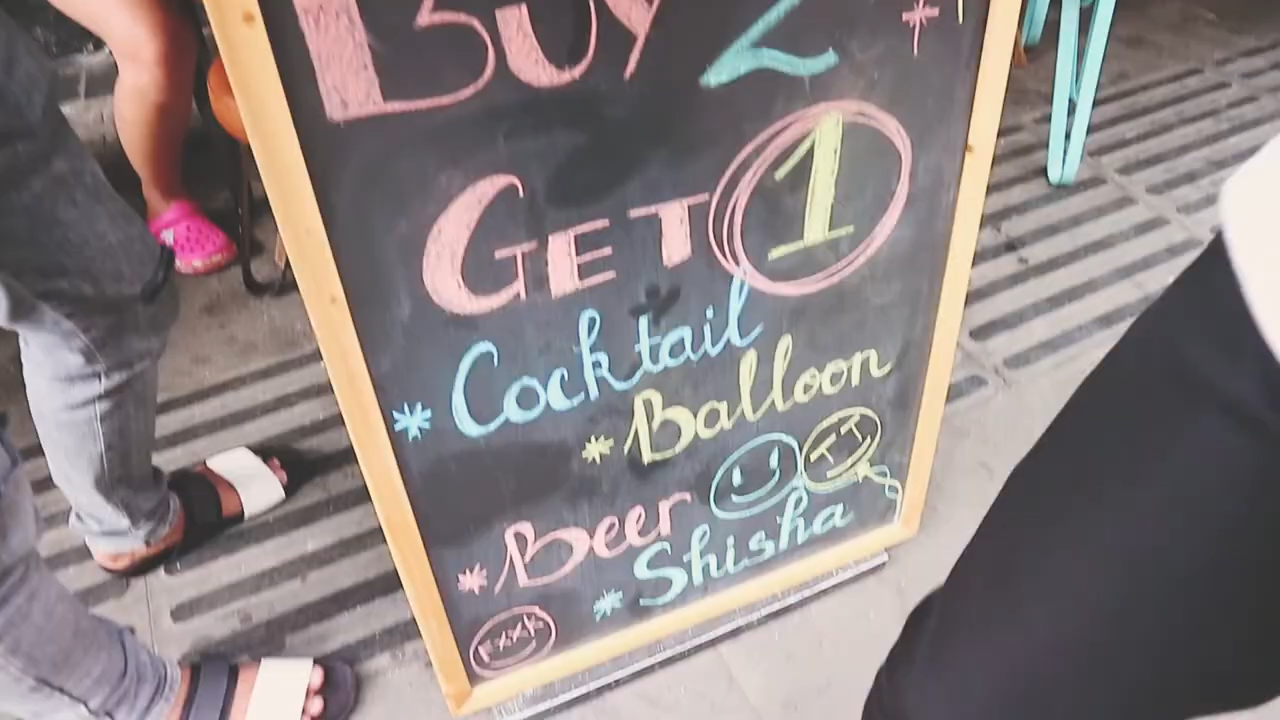 BUY 2
GET 1
* Cocktail
* Balloon
* Beer
* Shisha